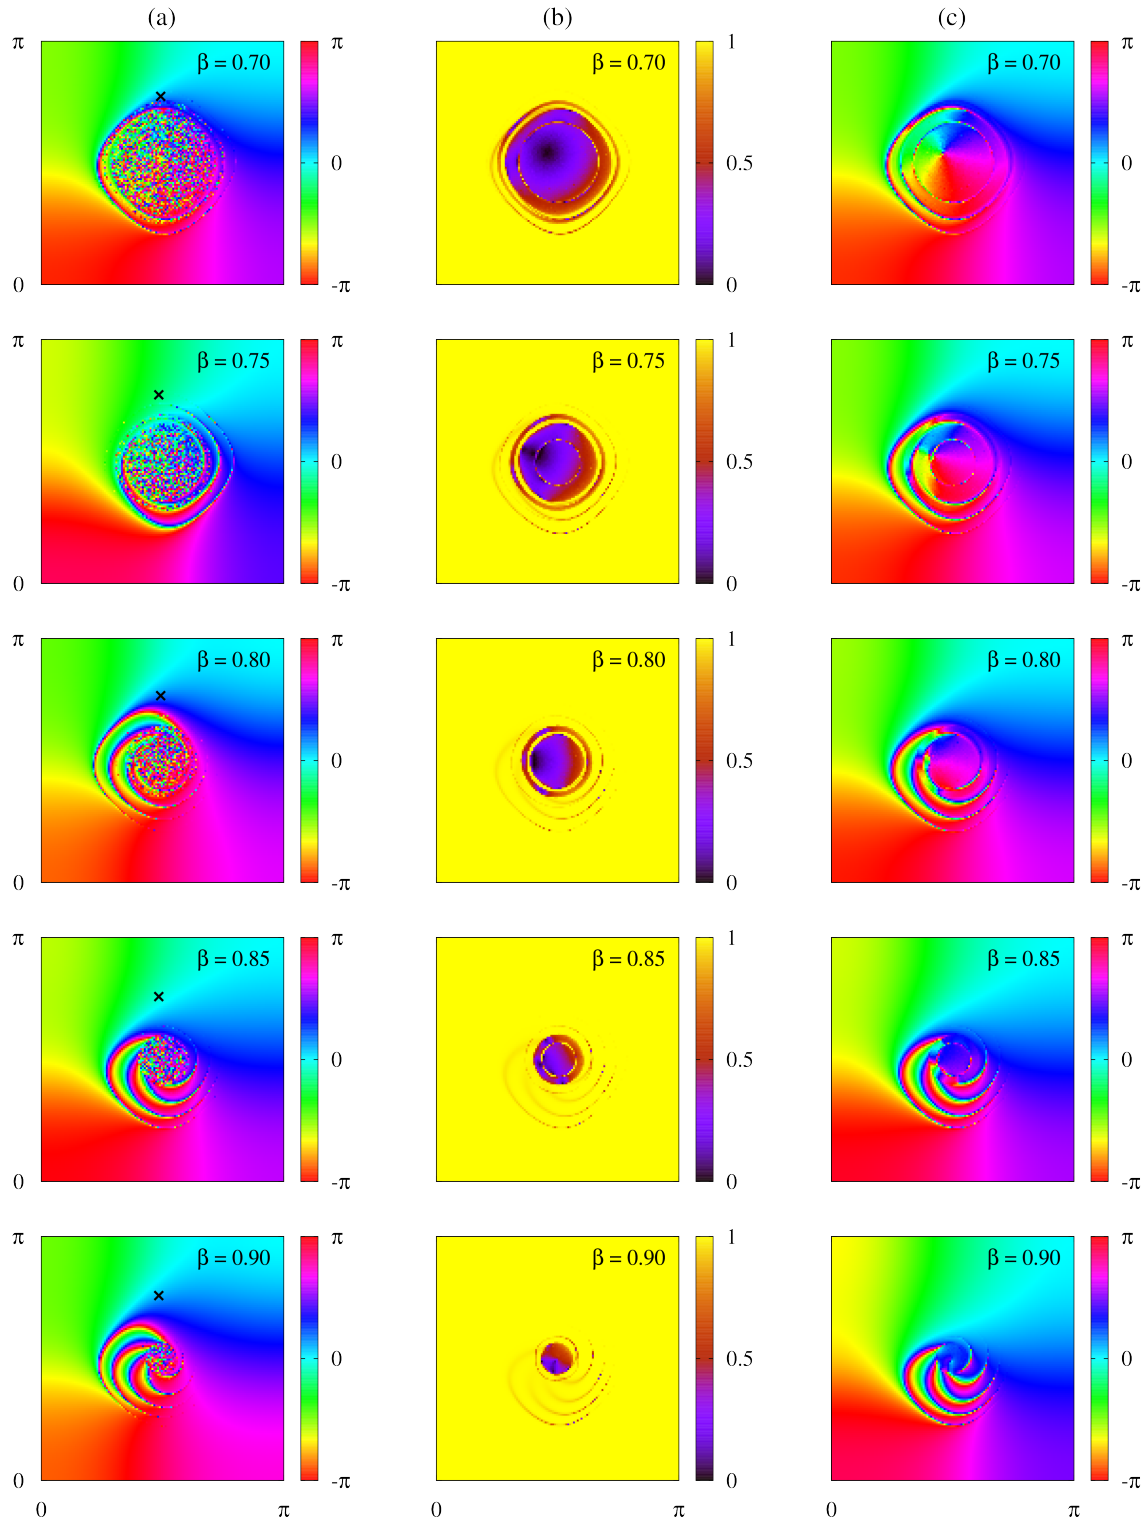 (a) (b) (c)
π β = 0.70 π β = 0.70 1 β = 0.70 π
0 0.5 0
0 -π 0 -π
π β = 0.75 π β = 0.75 1 β = 0.75 π
0 0.5 0
0 -π 0 -π
π β = 0.80 π β = 0.80 1 β = 0.80 π
0 0.5 0
0 -π 0 -π
π β = 0.85 π β = 0.85 1 β = 0.85 π
0 0.5 0
0 -π 0 -π
π β = 0.90 π β = 0.90 1 β = 0.90 π
0 0.5 0
0 -π 0 -π
0 π 0 π 0 π